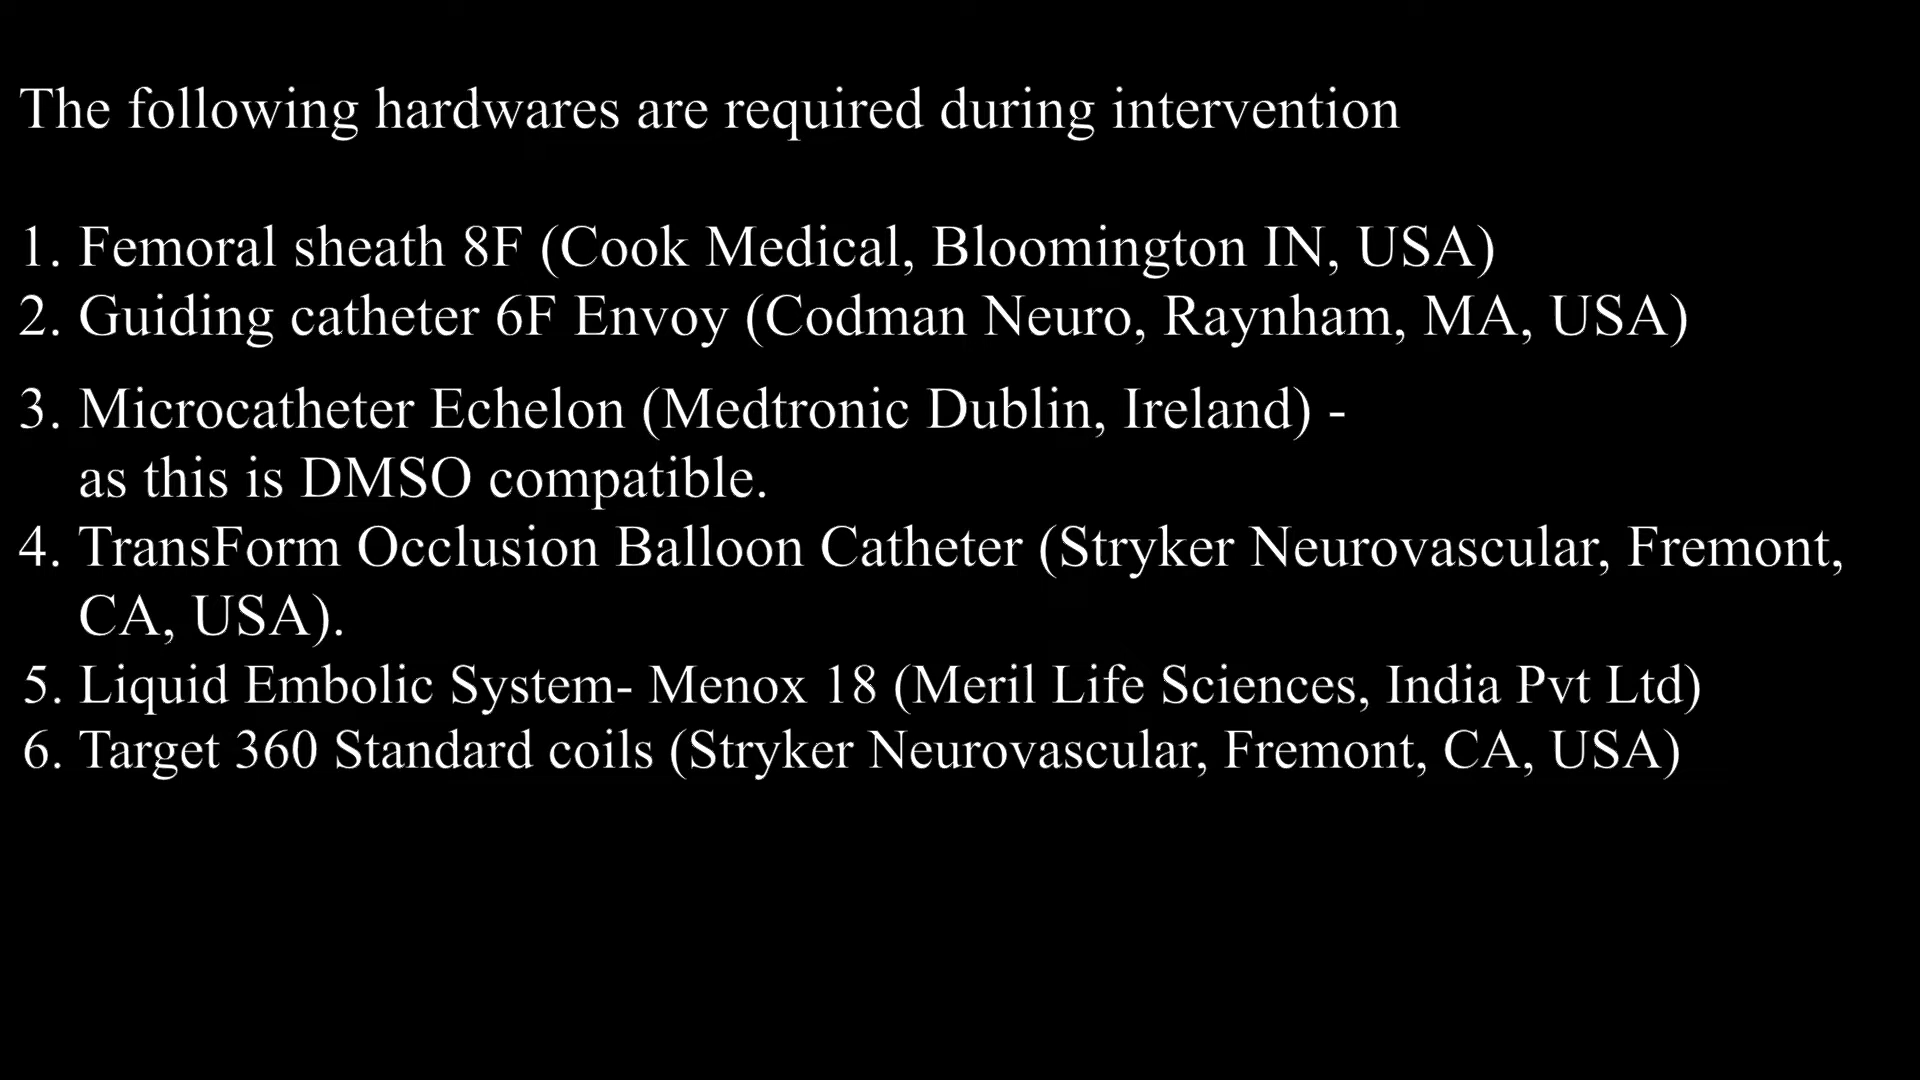 The following hardwares are required during intervention
1. Femoral sheath 8F (Cook Medical, Bloomington IN, USA)
2. Guiding catheter 6F Envoy (Codman Neuro, Raynham, MA, USA)
3. Microcatheter Echelon (Medtronic Dublin, Ireland) -
as this is DMSO compatible.
4. TransForm Occlusion Balloon Catheter (Stryker Neurovascular, Fremont,
CA, USA).
5. Liquid Embolic System- Menox 18 (Meril Life Sciences, India Pvt Ltd)
6. Target 360 Standard coils (Stryker Neurovascular, Fremont, CA, USA)